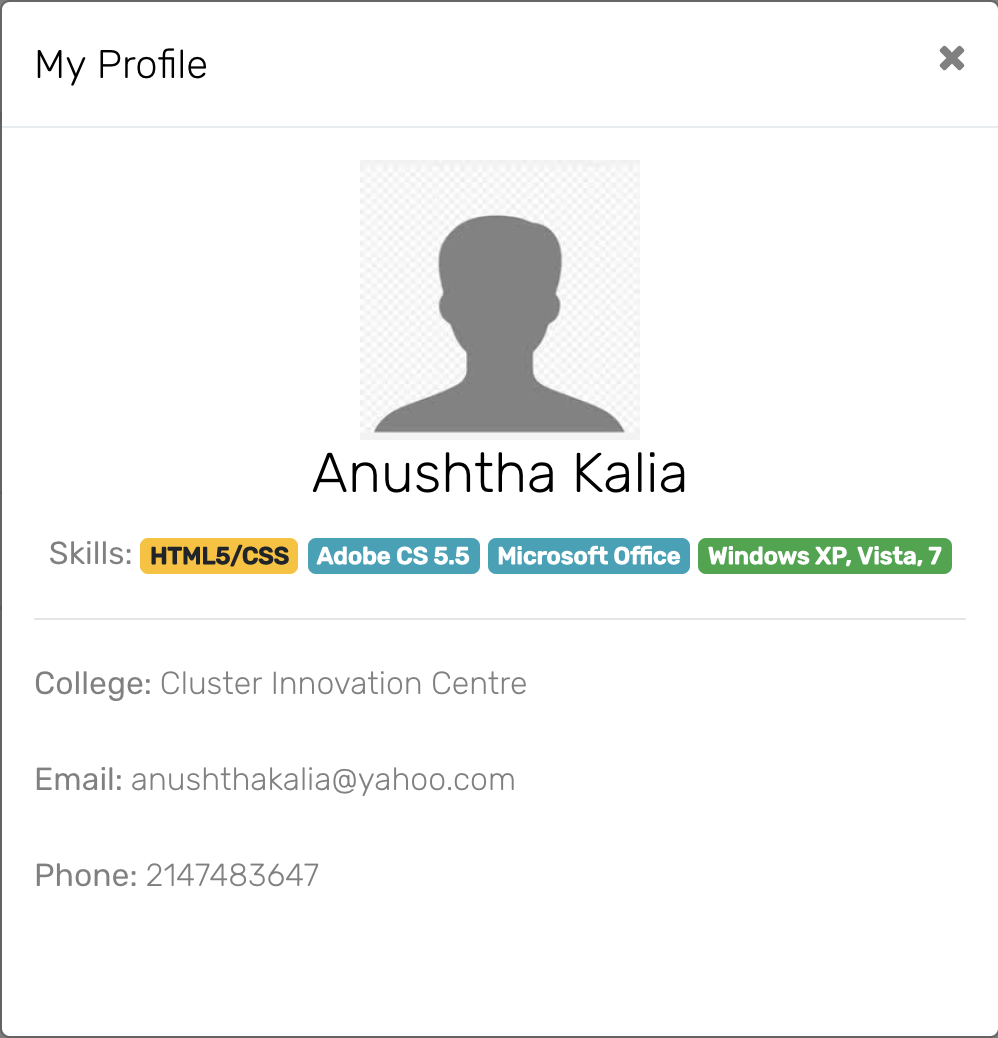 My Profile
Anushtha Kalia
Skills: HTML5/CSS Adobe CS 5.5 Microsoft Office Windows XP, Vista, 7
College: Cluster Innovation Centre
Email: anushthakalia@yahoo.com
Phone: 2147483647